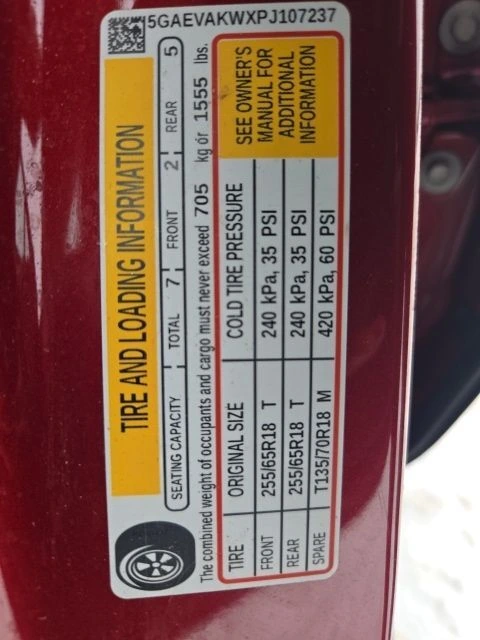 5GAEVAKWXPJ107237
TIRE AND LOADING INFORMATION
SEATING CAPACITY TOTAL 7 FRONT 2 REAR 5
The combined weight of occupants and cargo must never exceed 705 kg or 1555 lbs.
TIRE ORIGINAL SIZE COLD TIRE PRESSURE
FRONT 255/65R18 T 240 kPa, 35 PSI
REAR 255/65R18 T 240 kPa, 35 PSI
SPARE T135/70R18 M 420 kPa, 60 PSI
SEE OWNER'S
MANUAL FOR
ADDITIONAL
INFORMATION